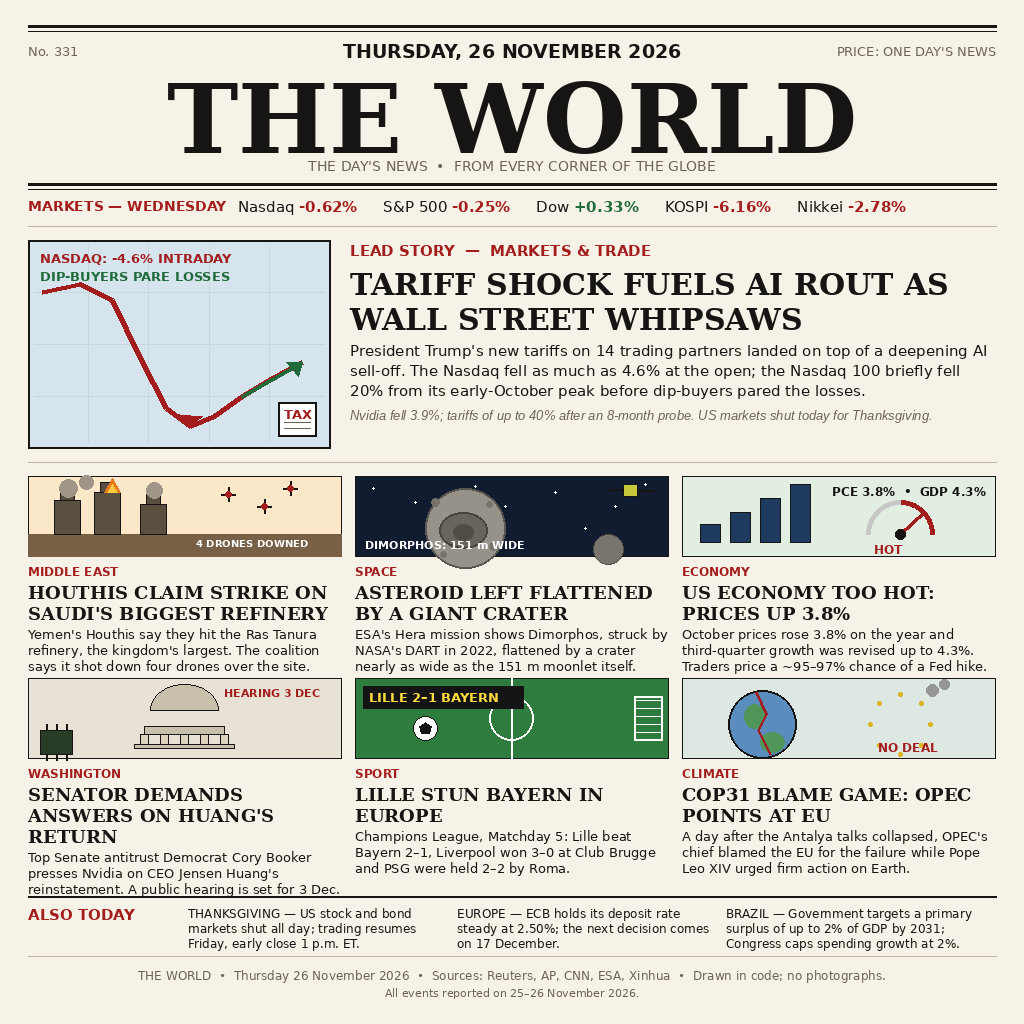 No. 331
THURSDAY, 26 NOVEMBER 2026
PRICE: ONE DAY'S NEWS
THE WORLD
THE DAY'S NEWS • FROM EVERY CORNER OF THE GLOBE
MARKETS — WEDNESDAY Nasdaq -0.62% S&P 500 -0.25% Dow +0.33% KOSPI -6.16% Nikkei -2.78%
NASDAQ: -4.6% INTRADAY
DIP-BUYERS PARE LOSSES
TAX
LEAD STORY — MARKETS & TRADE
TARIFF SHOCK FUELS AI ROUT AS
WALL STREET WHIPSAWS
President Trump's new tariffs on 14 trading partners landed on top of a deepening AI
sell-off. The Nasdaq fell as much as 4.6% at the open; the Nasdaq 100 briefly fell
20% from its early-October peak before dip-buyers pared the losses.
Nvidia fell 3.9%; tariffs of up to 40% after an 8-month probe. US markets shut today for Thanksgiving.
4 DRONES DOWNED
MIDDLE EAST
HOUTHIS CLAIM STRIKE ON
SAUDI'S BIGGEST REFINERY
Yemen's Houthis say they hit the Ras Tanura
refinery, the kingdom's largest. The coalition
says it shot down four drones over the site.
DIMORPHOS: 151 m WIDE
SPACE
ASTEROID LEFT FLATTENED
BY A GIANT CRATER
ESA's Hera mission shows Dimorphos, struck by
NASA's DART in 2022, flattened by a crater
nearly as wide as the 151 m moonlet itself.
PCE 3.8% • GDP 4.3%
HOT
ECONOMY
US ECONOMY TOO HOT:
PRICES UP 3.8%
October prices rose 3.8% on the year and
third-quarter growth was revised up to 4.3%.
Traders price a ~95–97% chance of a Fed hike.
HEARING 3 DEC
WASHINGTON
SENATOR DEMANDS
ANSWERS ON HUANG'S
RETURN
Top Senate antitrust Democrat Cory Booker
presses Nvidia on CEO Jensen Huang's
reinstatement. A public hearing is set for 3 Dec.
LILLE 2–1 BAYERN
SPORT
LILLE STUN BAYERN IN
EUROPE
Champions League, Matchday 5: Lille beat
Bayern 2–1, Liverpool won 3–0 at Club Brugge
and PSG were held 2–2 by Roma.
NO DEAL
CLIMATE
COP31 BLAME GAME: OPEC
POINTS AT EU
A day after the Antalya talks collapsed, OPEC's
chief blamed the EU for the failure while Pope
Leo XIV urged firm action on Earth.
ALSO TODAY
THANKSGIVING — US stock and bond
markets shut all day; trading resumes
Friday, early close 1 p.m. ET.
EUROPE — ECB holds its deposit rate
steady at 2.50%; the next decision comes
on 17 December.
BRAZIL — Government targets a primary
surplus of up to 2% of GDP by 2031;
Congress caps spending growth at 2%.
THE WORLD • Thursday 26 November 2026 • Sources: Reuters, AP, CNN, ESA, Xinhua • Drawn in code; no photographs.
All events reported on 25–26 November 2026.